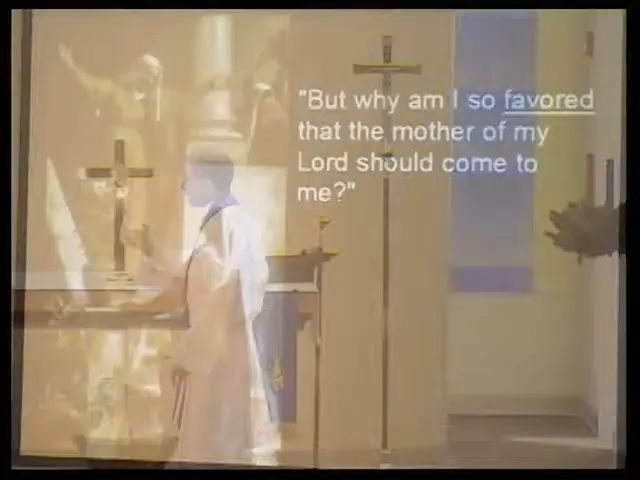 "But why am I so favored
that the mother of my
Lord should come to
me?"